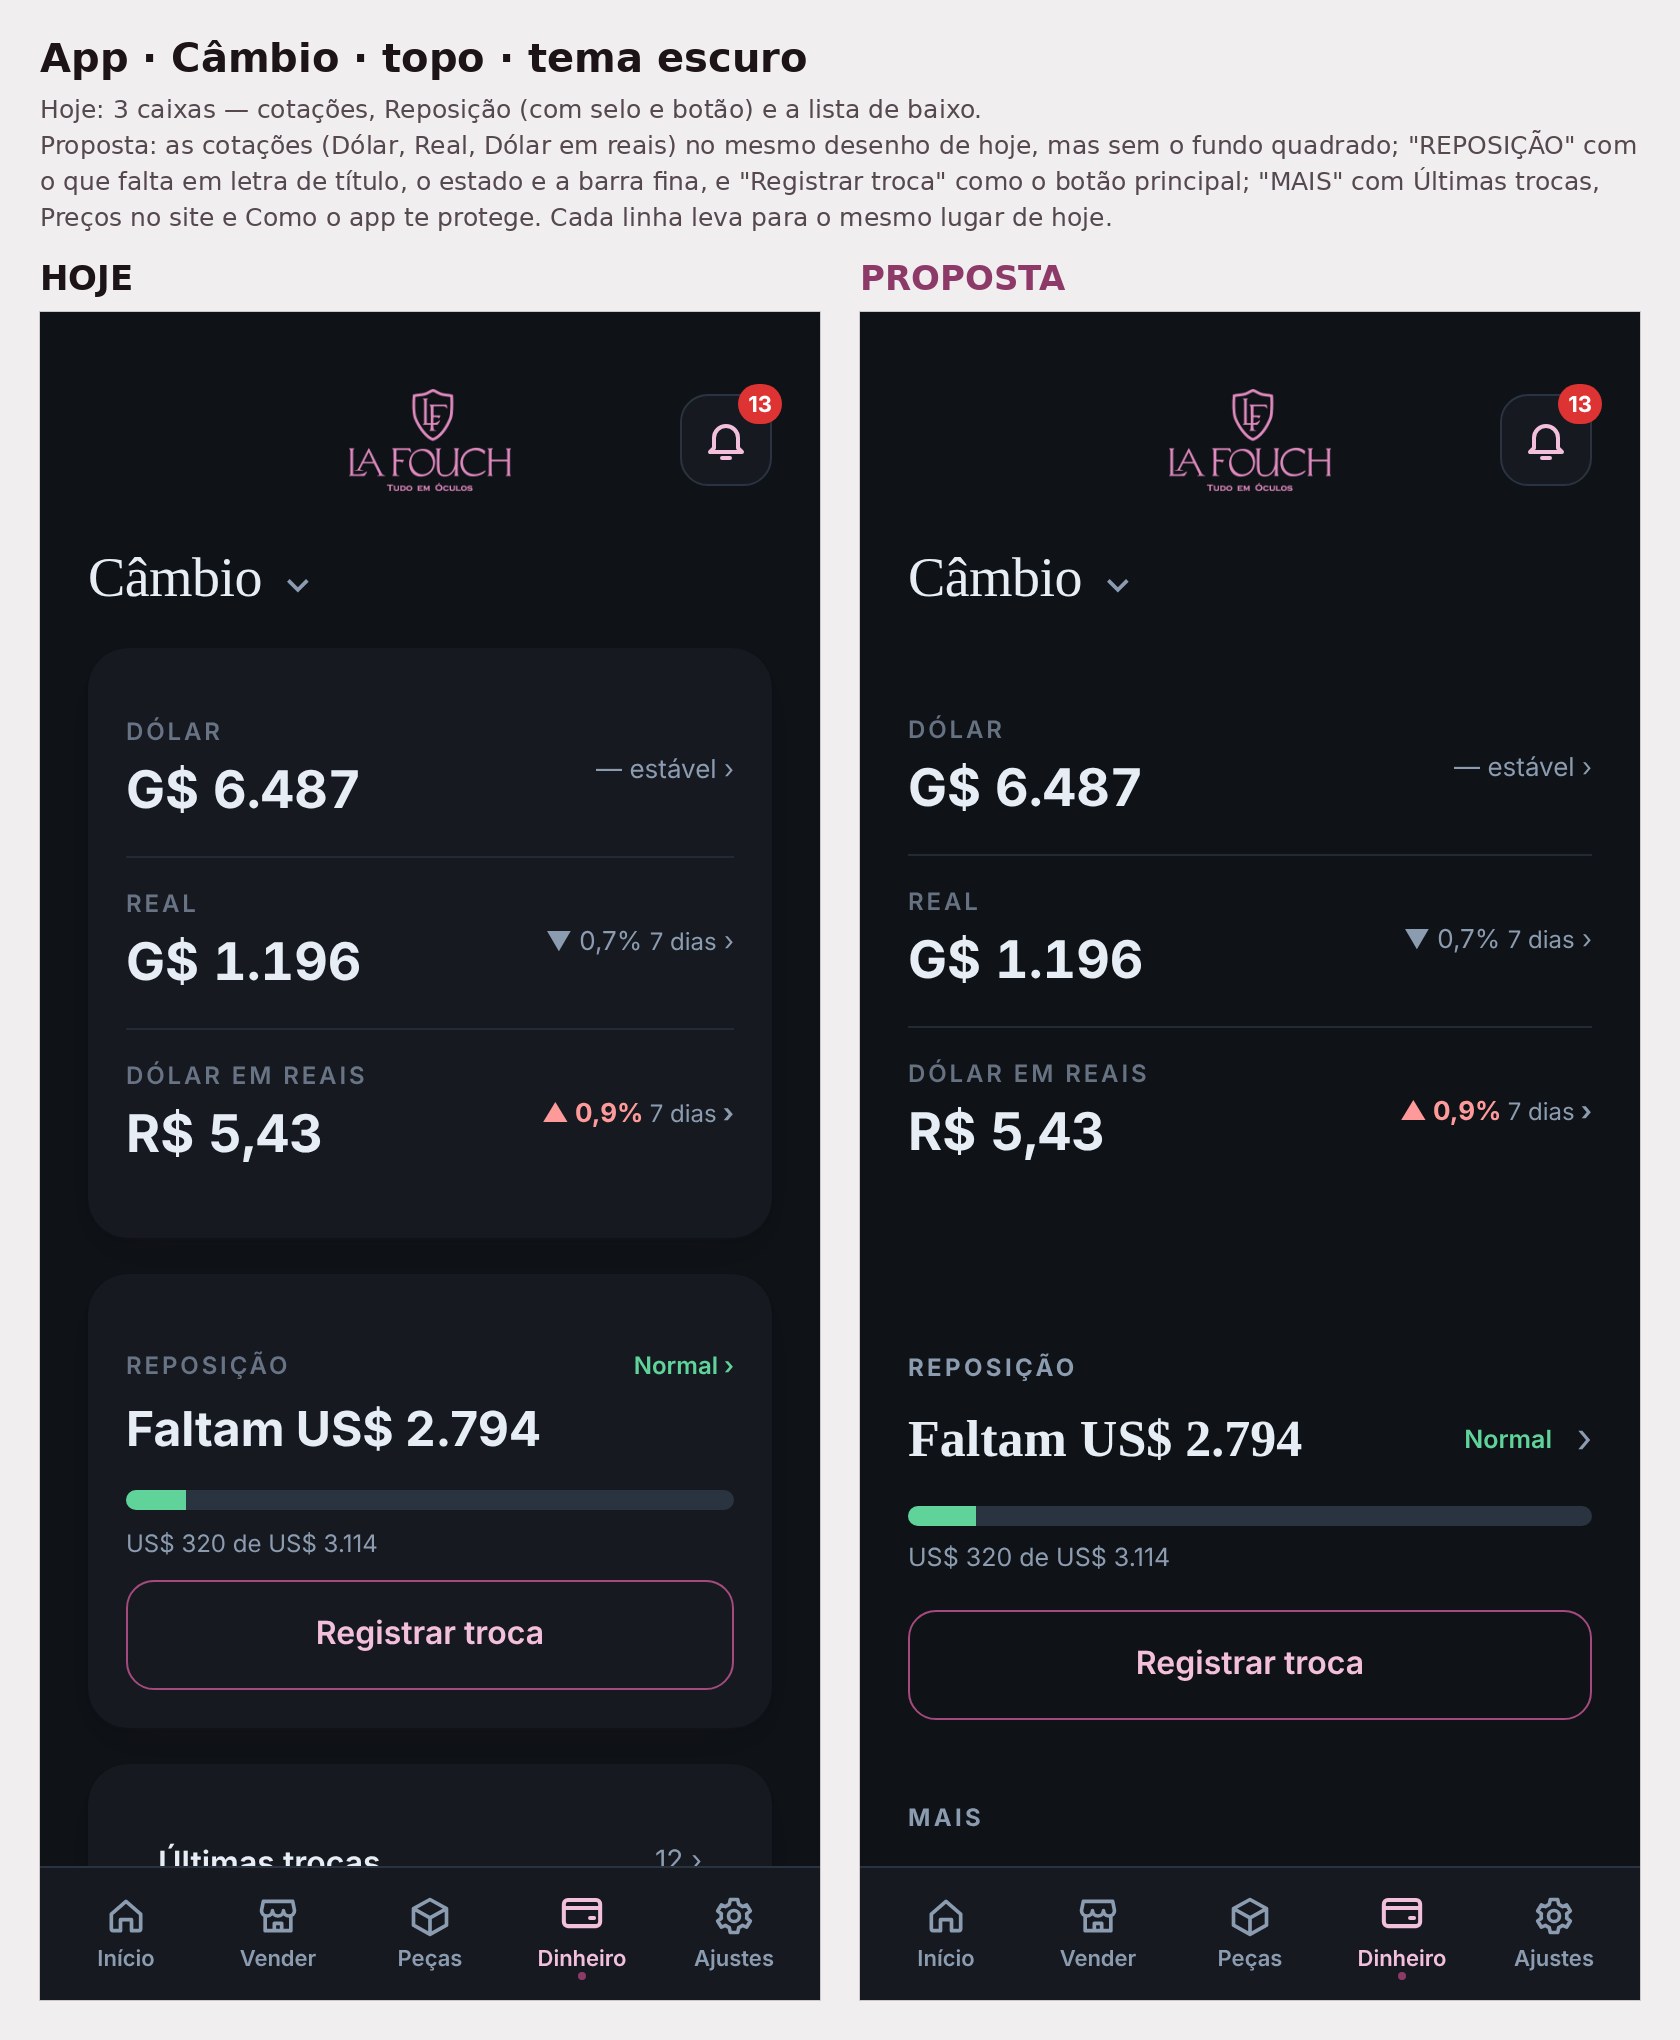 App · Câmbio · topo · tema escuro
Hoje: 3 caixas — cotações, Reposição (com selo e botão) e a lista de baixo.
Proposta: as cotações (Dólar, Real, Dólar em reais) no mesmo desenho de hoje, mas sem o fundo quadrado; "REPOSIÇÃO" com
o que falta em letra de título, o estado e a barra fina, e "Registrar troca" como o botão principal; "MAIS" com Últimas trocas,
Preços no site e Como o app te protege. Cada linha leva para o mesmo lugar de hoje.
HOJE
LF
13
LA FOUCH
TUDO EM ÓCULOS
Câmbio
DÓLAR
G$ 6.487
— estável ›
REAL
G$ 1.196
▼ 0,7% 7 dias ›
DÓLAR EM REAIS
R$ 5,43
▲ 0,9% 7 dias ›
REPOSIÇÃO
Normal ›
Faltam US$ 2.794
US$ 320 de US$ 3.114
Registrar troca
Últimas trocas
12 ›
Início
Vender
Peças
Dinheiro
Ajustes
PROPOSTA
LF
13
LA FOUCH
TUDO EM ÓCULOS
Câmbio
DÓLAR
G$ 6.487
— estável ›
REAL
G$ 1.196
▼ 0,7% 7 dias ›
DÓLAR EM REAIS
R$ 5,43
▲ 0,9% 7 dias ›
REPOSIÇÃO
Faltam US$ 2.794
Normal ›
US$ 320 de US$ 3.114
Registrar troca
MAIS
Início
Vender
Peças
Dinheiro
Ajustes